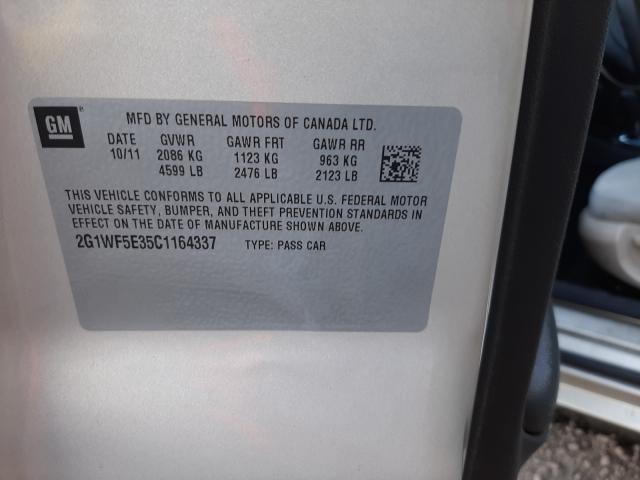 GM
MFD BY GENERAL MOTORS OF CANADA LTD.
DATE GVWR GAWR FRT GAWR RR
10/11 2086 KG 1123 KG 963 KG
4599 LB 2476 LB 2123 LB
THIS VEHICLE CONFORMS TO ALL APPLICABLE U.S. FEDERAL MOTOR
VEHICLE SAFETY, BUMPER, AND THEFT PREVENTION STANDARDS IN
EFFECT ON THE DATE OF MANUFACTURE SHOWN ABOVE.
2G1WF5E35C1164337 TYPE: PASS CAR